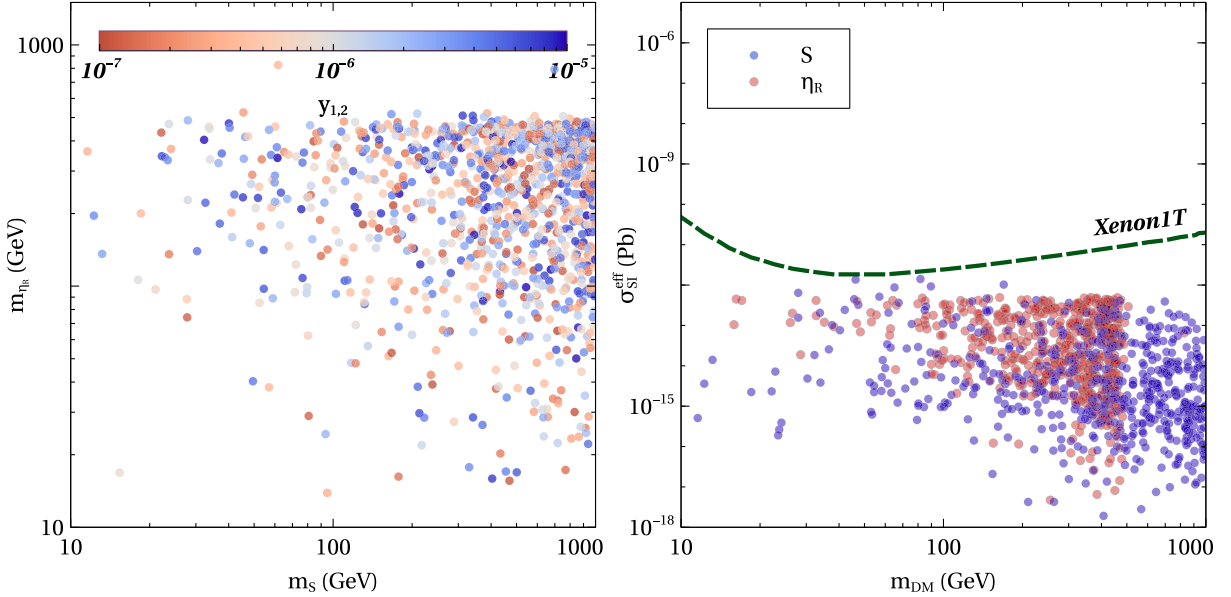 1000
10⁻⁷ 10⁻⁶ 10⁻⁵
y₁,₂
m_ηR (GeV)
10
10 100 1000
m_S (GeV)
S
η_R
10⁻⁶
10⁻⁹
10⁻¹⁵
10⁻¹⁸
σ_SI^eff (Pb)
Xenon1T
10 100 1000
m_DM (GeV)